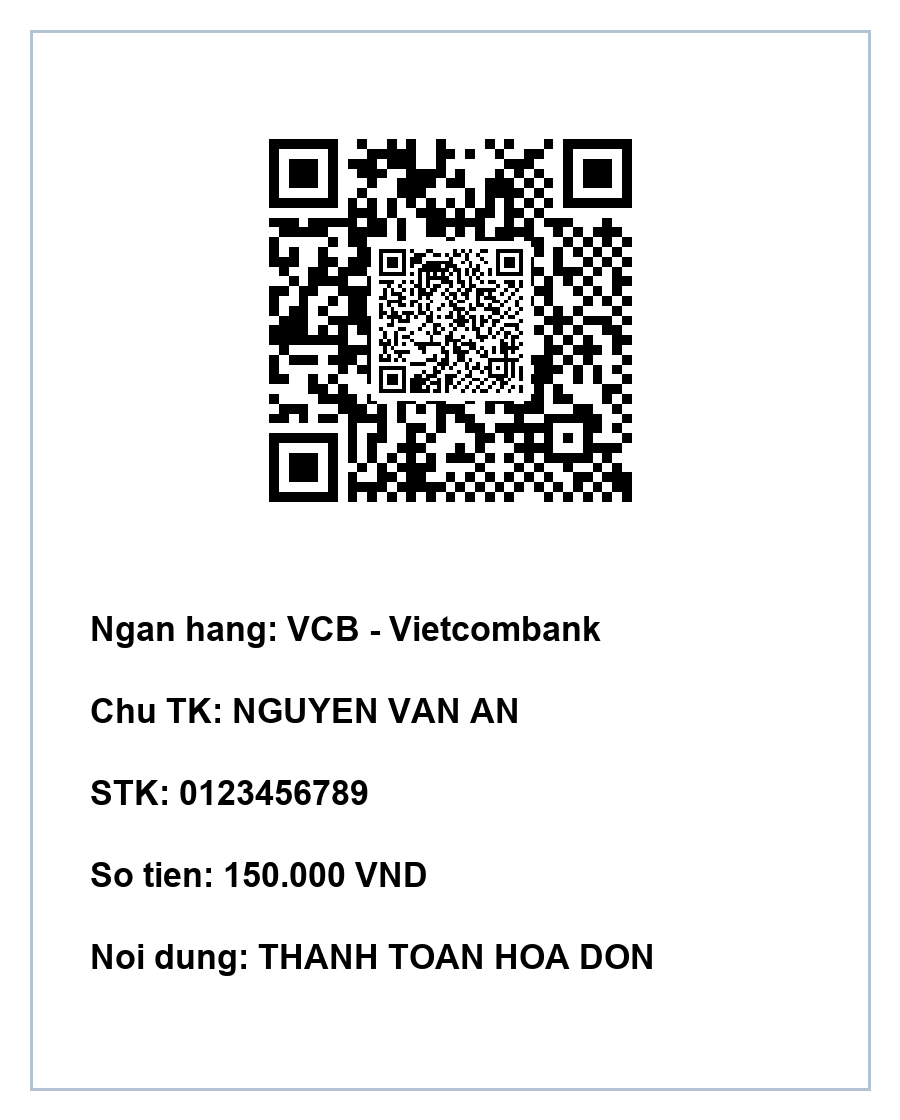 Ngan hang: VCB - Vietcombank
Chu TK: NGUYEN VAN AN
STK: 0123456789
So tien: 150.000 VND
Noi dung: THANH TOAN HOA DON